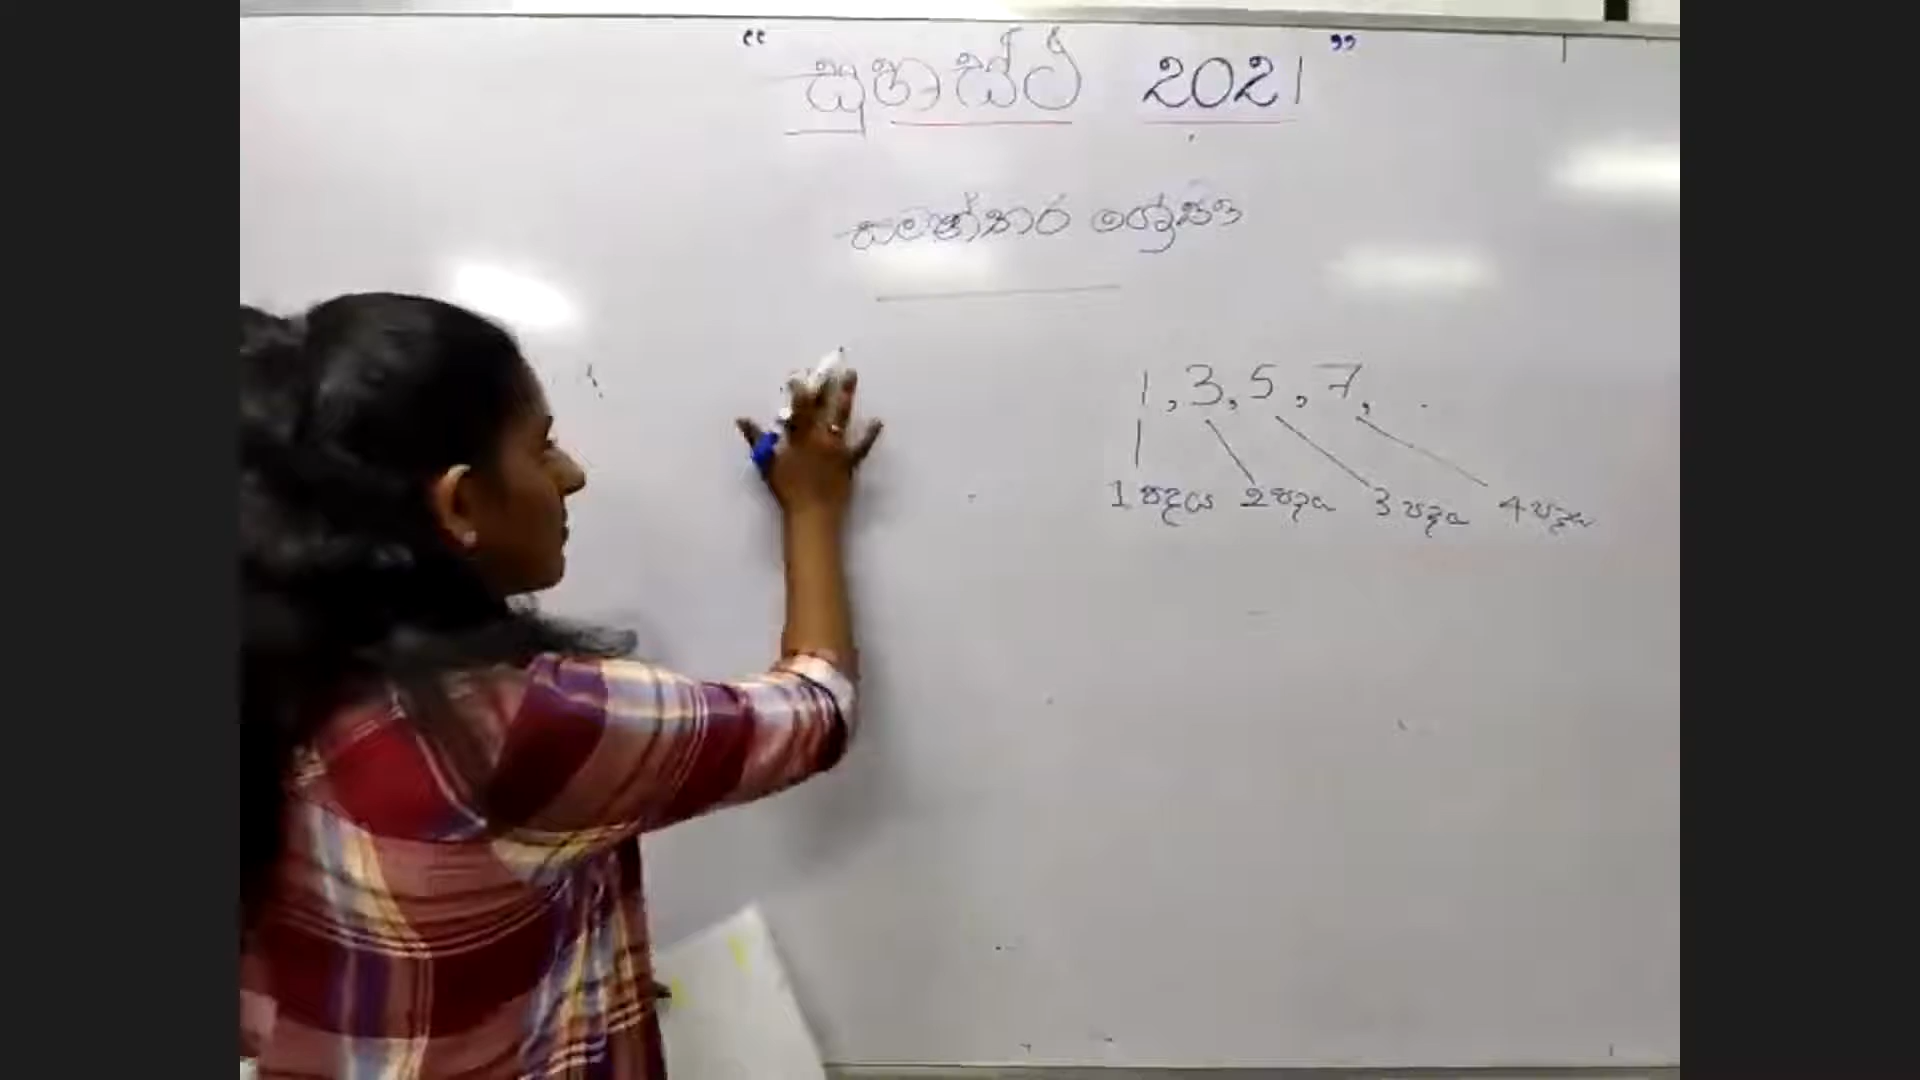 " සුභාස්ට් 2021 "
සමාන්තර ශ්‍රේණි
1, 3, 5, 7,
1 පදය 2 පදය 3 පදය 4 පදය